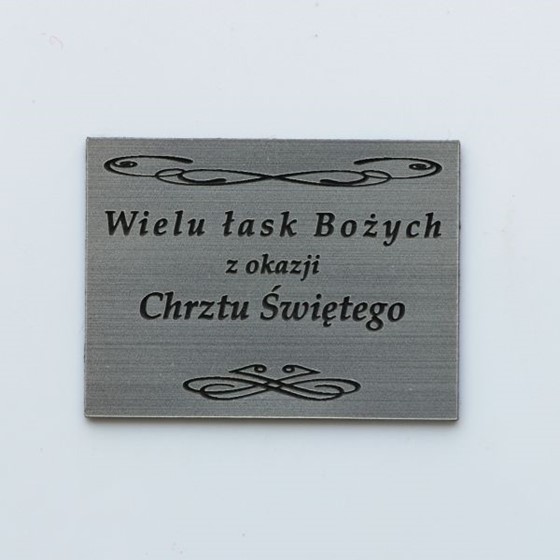 Wielu łask Bożych
z okazji
Chrztu Świętego